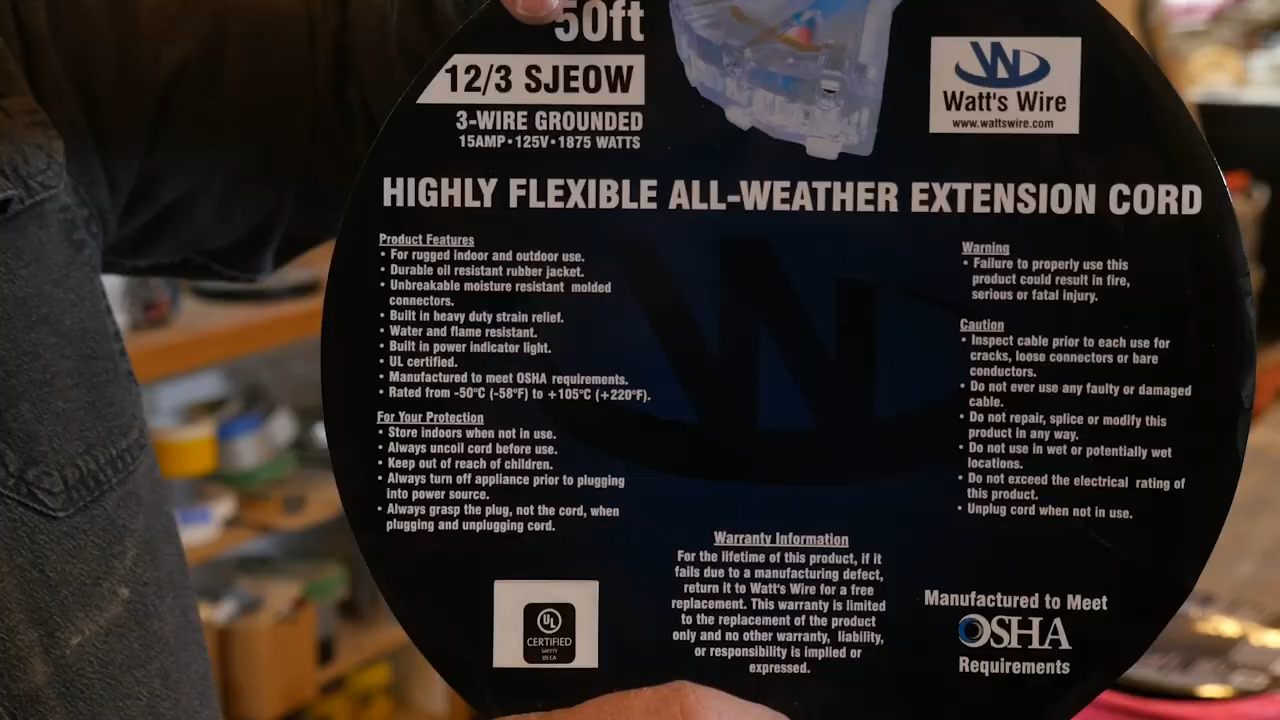 50ft
12/3 SJEOW
3-WIRE GROUNDED
15AMP•125V•1875 WATTS
Watt's Wire
www.wattswire.com
HIGHLY FLEXIBLE ALL-WEATHER EXTENSION CORD
Product Features
• For rugged indoor and outdoor use.
• Durable oil resistant rubber jacket.
• Unbreakable moisture resistant molded
connectors.
• Built in heavy duty strain relief.
• Water and flame resistant.
• Built in power indicator light.
• UL certified.
• Manufactured to meet OSHA requirements.
• Rated from -50°C (-58°F) to +105°C (+220°F).
For Your Protection
• Store indoors when not in use.
• Always uncoil cord before use.
• Keep out of reach of children.
• Always turn off appliance prior to plugging
into power source.
• Always grasp the plug, not the cord, when
plugging and unplugging cord.
Warning
• Failure to properly use this
product could result in fire,
serious or fatal injury.
Caution
• Inspect cable prior to each use for
cracks, loose connectors or bare
conductors.
• Do not ever use any faulty or damaged
cable.
• Do not repair, splice or modify this
product in any way.
• Do not use in wet or potentially wet
locations.
• Do not exceed the electrical rating of
this product.
• Unplug cord when not in use.
Warranty Information
For the lifetime of this product, if it
fails due to a manufacturing defect,
return it to Watt's Wire for a free
replacement. This warranty is limited
to the replacement of the product
only and no other warranty, liability,
or responsibility is implied or
expressed.
UL
CERTIFIED
SAFETY
US CA
Manufactured to Meet
OSHA
Requirements